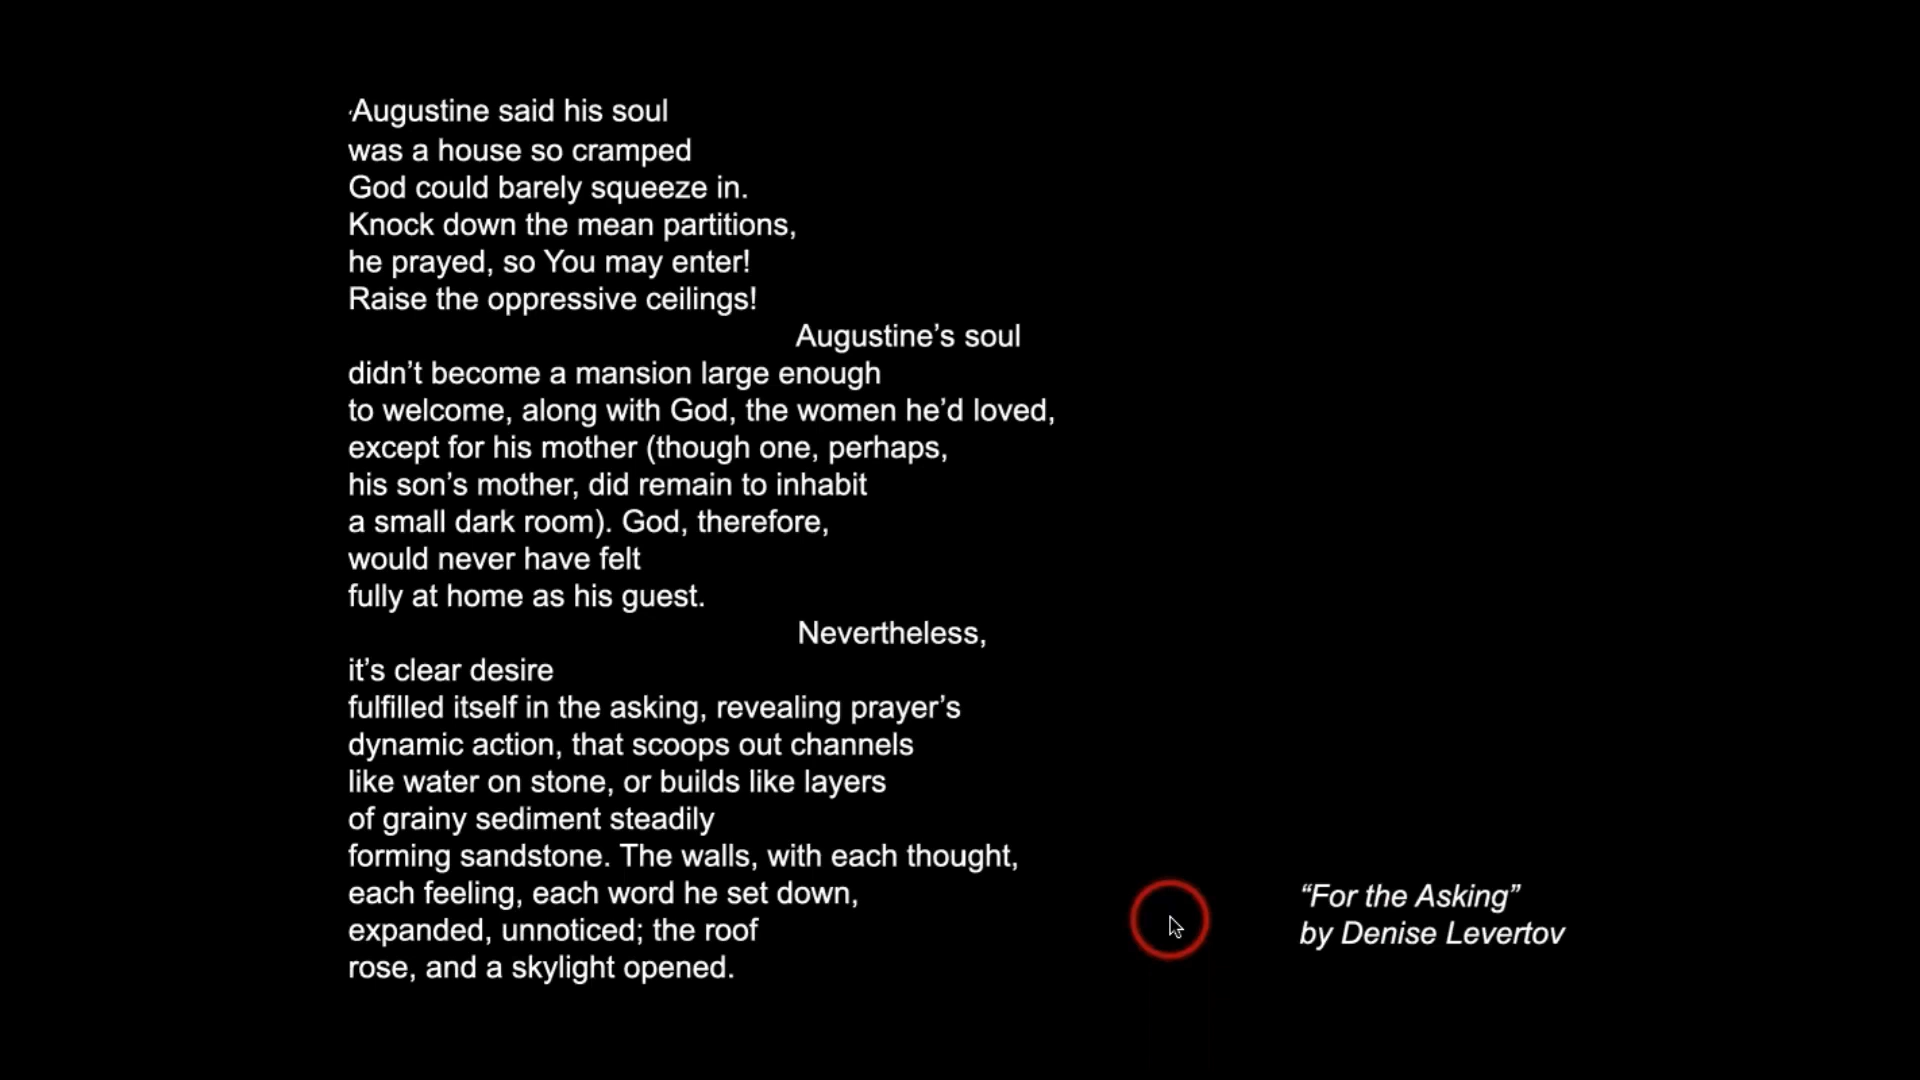 Augustine said his soul
was a house so cramped
God could barely squeeze in.
Knock down the mean partitions,
he prayed, so You may enter!
Raise the oppressive ceilings!
Augustine’s soul
didn’t become a mansion large enough
to welcome, along with God, the women he’d loved,
except for his mother (though one, perhaps,
his son’s mother, did remain to inhabit
a small dark room). God, therefore,
would never have felt
fully at home as his guest.
Nevertheless,
it’s clear desire
fulfilled itself in the asking, revealing prayer’s
dynamic action, that scoops out channels
like water on stone, or builds like layers
of grainy sediment steadily
forming sandstone. The walls, with each thought,
each feeling, each word he set down,
expanded, unnoticed; the roof
rose, and a skylight opened.
“For the Asking”
by Denise Levertov